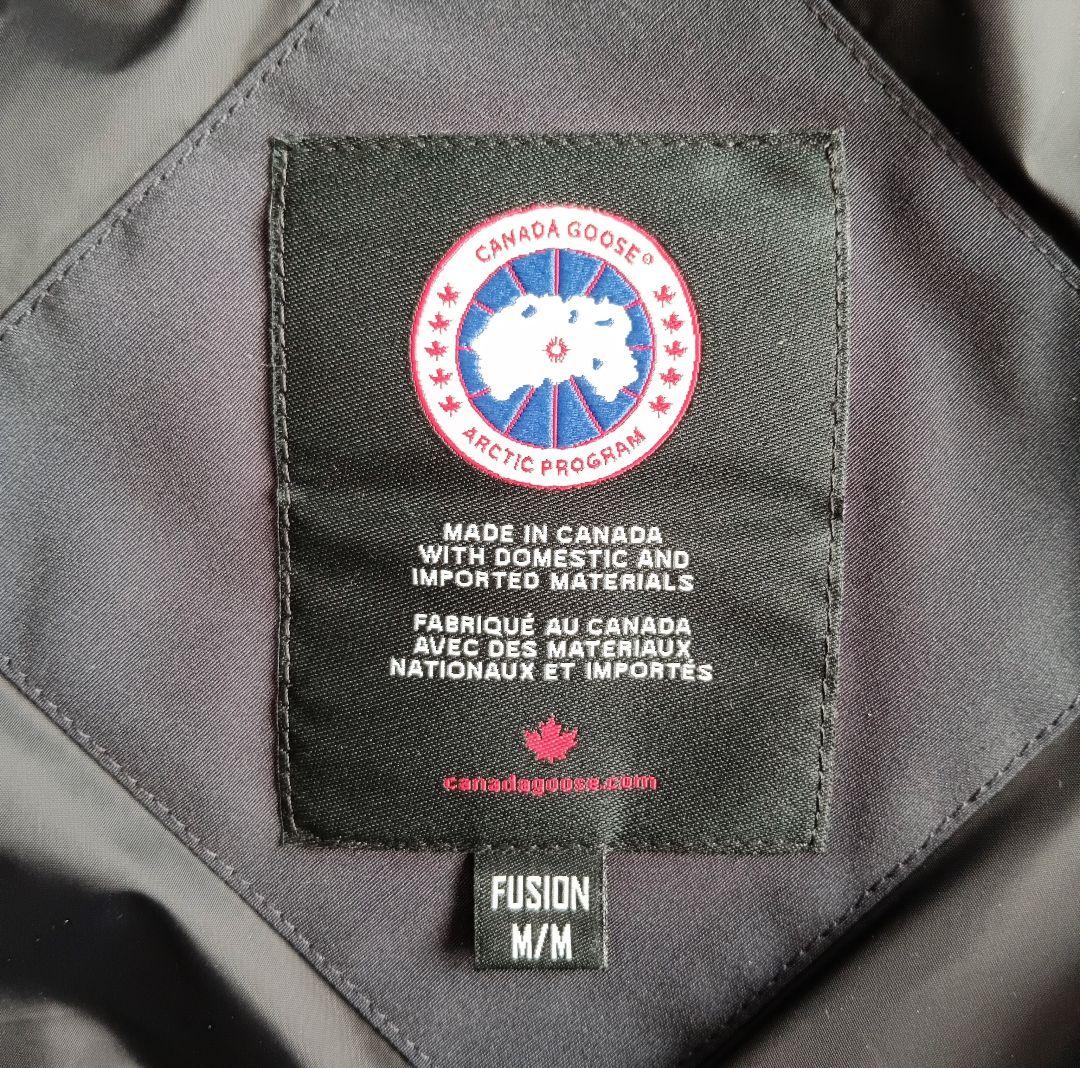 CANADA GOOSE®
ARCTIC PROGRAM
MADE IN CANADA
WITH DOMESTIC AND
IMPORTED MATERIALS
FABRIQUÉ AU CANADA
AVEC DES MATERIAUX
NATIONAUX ET IMPORTÉS
canadagoose.com
FUSION
M/M